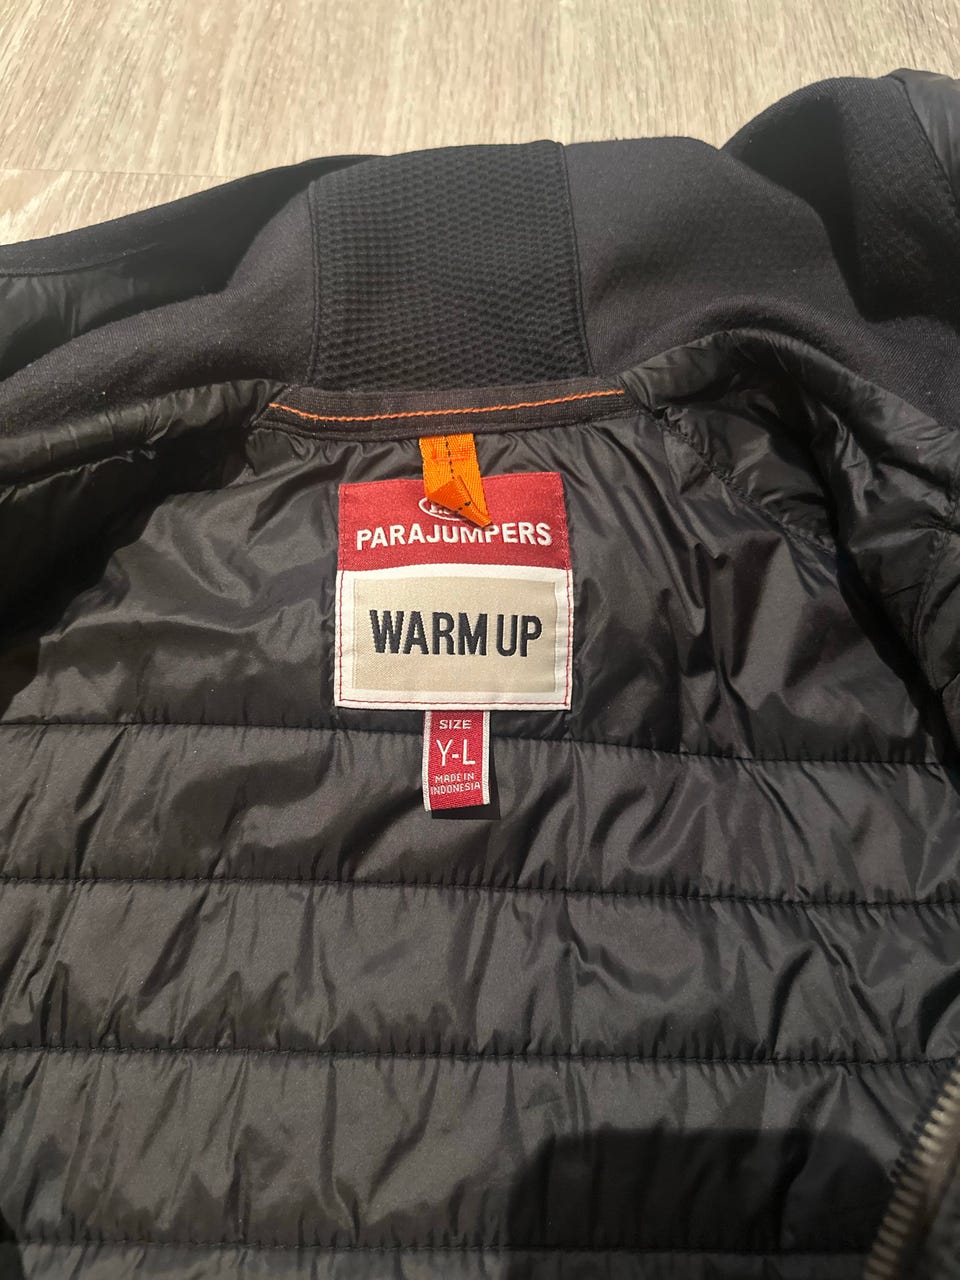 PARAJUMPERS
WARM UP
SIZE
Y-L
MADE IN
INDONESIA